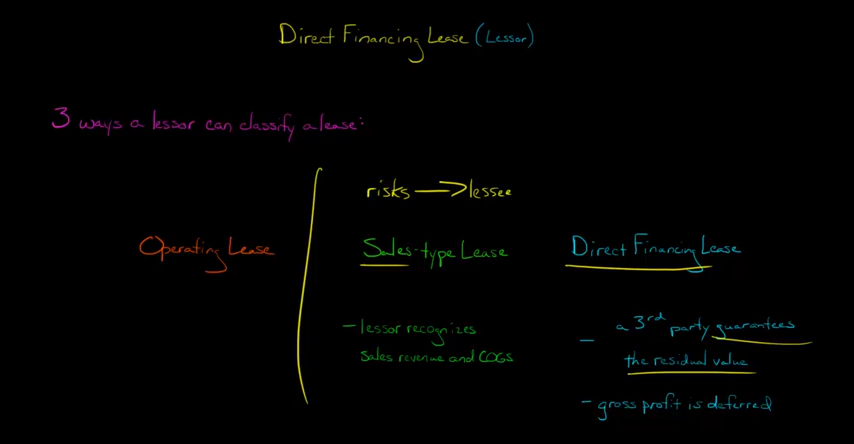 Direct Financing Lease (Lessor)
3 ways a lessor can classify a lease:
risks → lessee
Operating Lease
Sales-type Lease
Direct Financing Lease
- lessor recognizes
sales revenue and COGS
- a 3rd party guarantees
the residual value
- gross profit is deferred